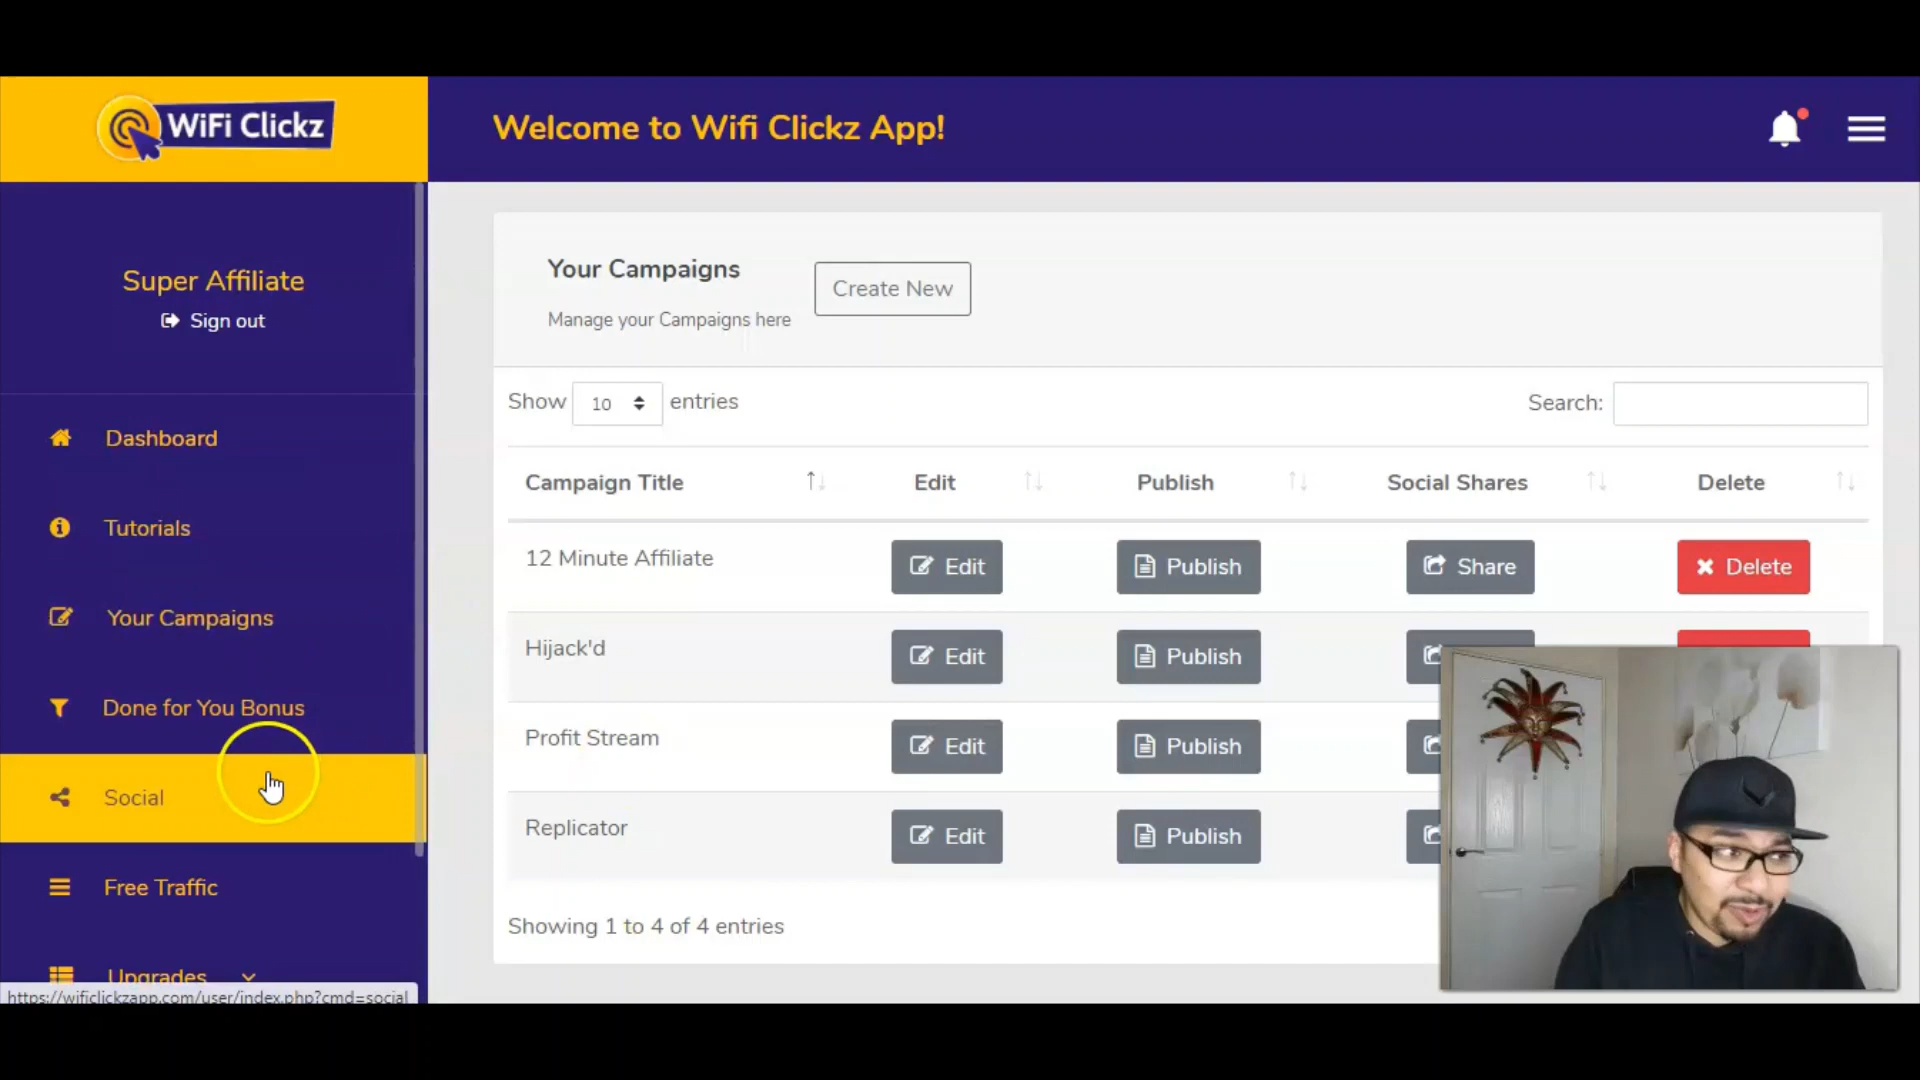 WiFi Clickz
Welcome to Wifi Clickz App!
Super Affiliate
Sign out
Dashboard
Tutorials
Your Campaigns
Done for You Bonus
Social
Free Traffic
Upgrades
https://wificlickzapp.com/user/index.php?cmd=social
Your Campaigns
Create New
Manage your Campaigns here
Show 10 entries
Search:
Campaign Title Edit Publish Social Shares Delete
12 Minute Affiliate Edit Publish Share Delete
Hijack'd Edit Publish
Profit Stream Edit Publish
Replicator Edit Publish
Showing 1 to 4 of 4 entries